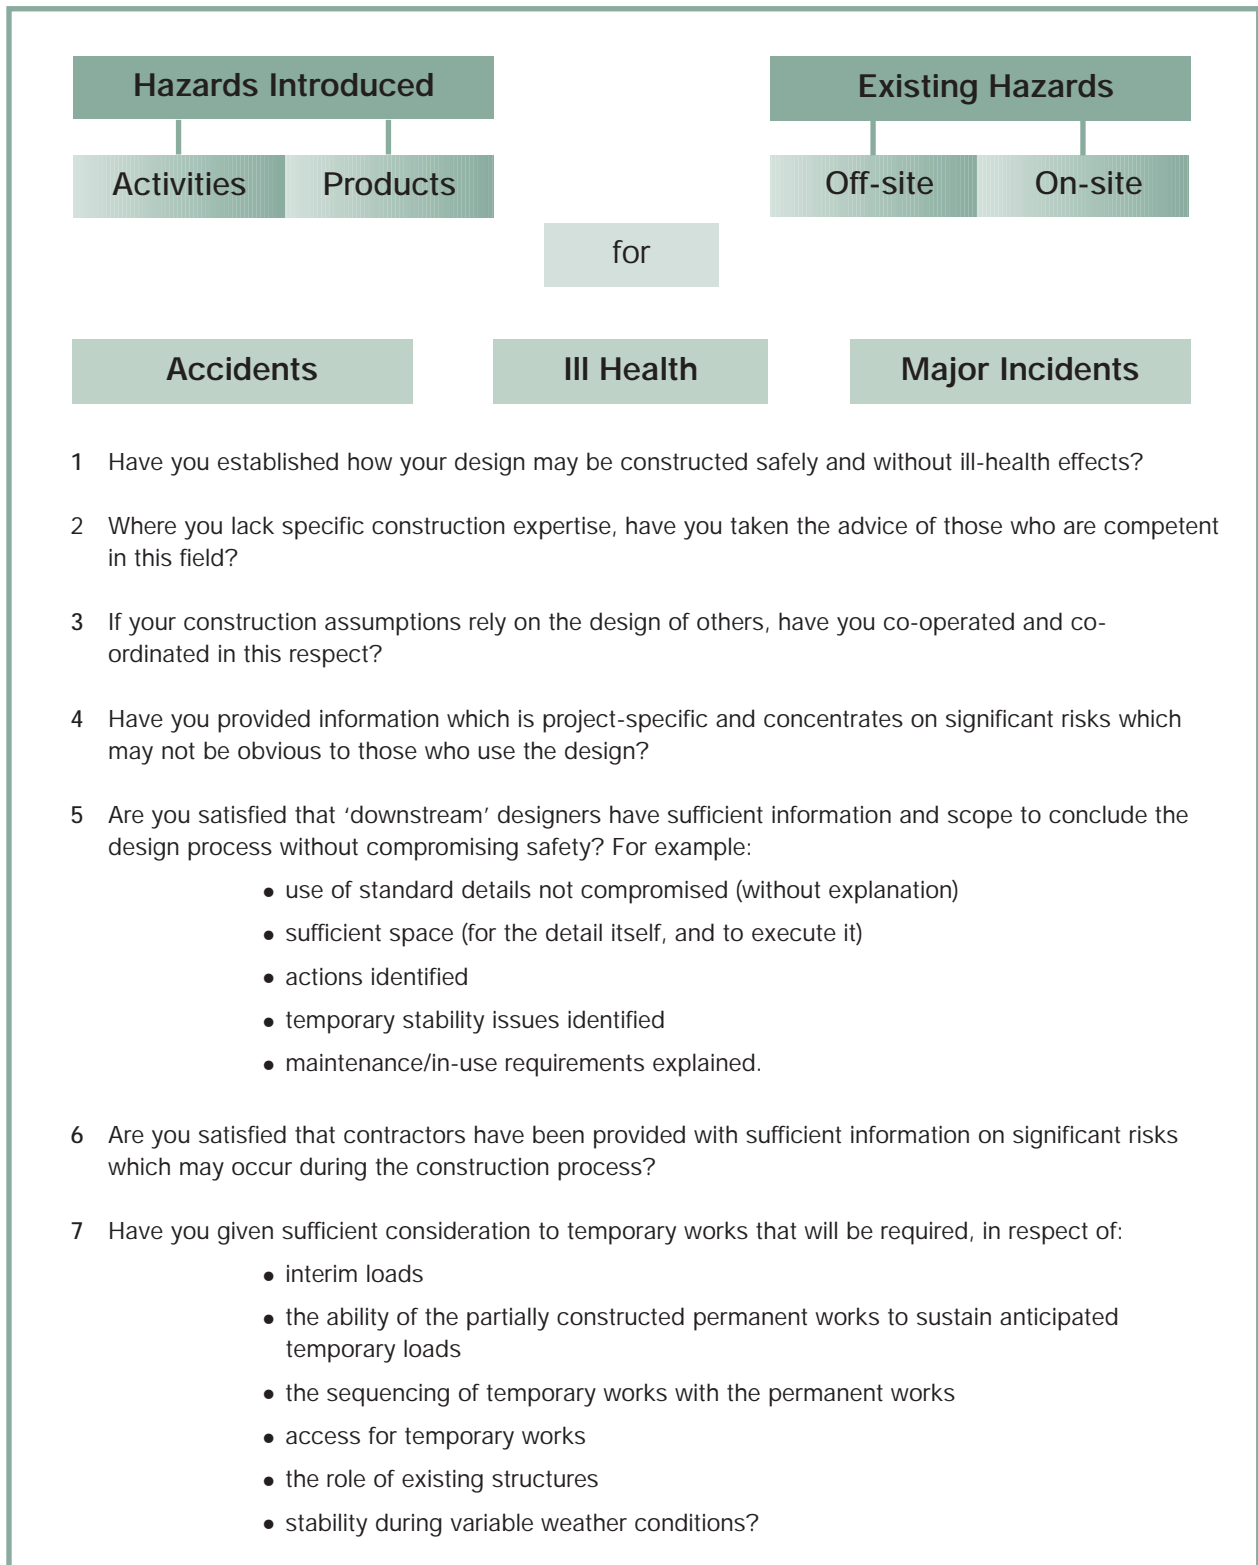 Hazards Introduced
Existing Hazards
Activities
Products
Off-site
On-site
for
Accidents
Ill Health
Major Incidents
1 Have you established how your design may be constructed safely and without ill-health effects?
2 Where you lack specific construction expertise, have you taken the advice of those who are competent
in this field?
3 If your construction assumptions rely on the design of others, have you co-operated and co-
ordinated in this respect?
4 Have you provided information which is project-specific and concentrates on significant risks which
may not be obvious to those who use the design?
5 Are you satisfied that ‘downstream’ designers have sufficient information and scope to conclude the
design process without compromising safety? For example:
● use of standard details not compromised (without explanation)
● sufficient space (for the detail itself, and to execute it)
● actions identified
● temporary stability issues identified
● maintenance/in-use requirements explained.
6 Are you satisfied that contractors have been provided with sufficient information on significant risks
which may occur during the construction process?
7 Have you given sufficient consideration to temporary works that will be required, in respect of:
● interim loads
● the ability of the partially constructed permanent works to sustain anticipated
temporary loads
● the sequencing of temporary works with the permanent works
● access for temporary works
● the role of existing structures
● stability during variable weather conditions?